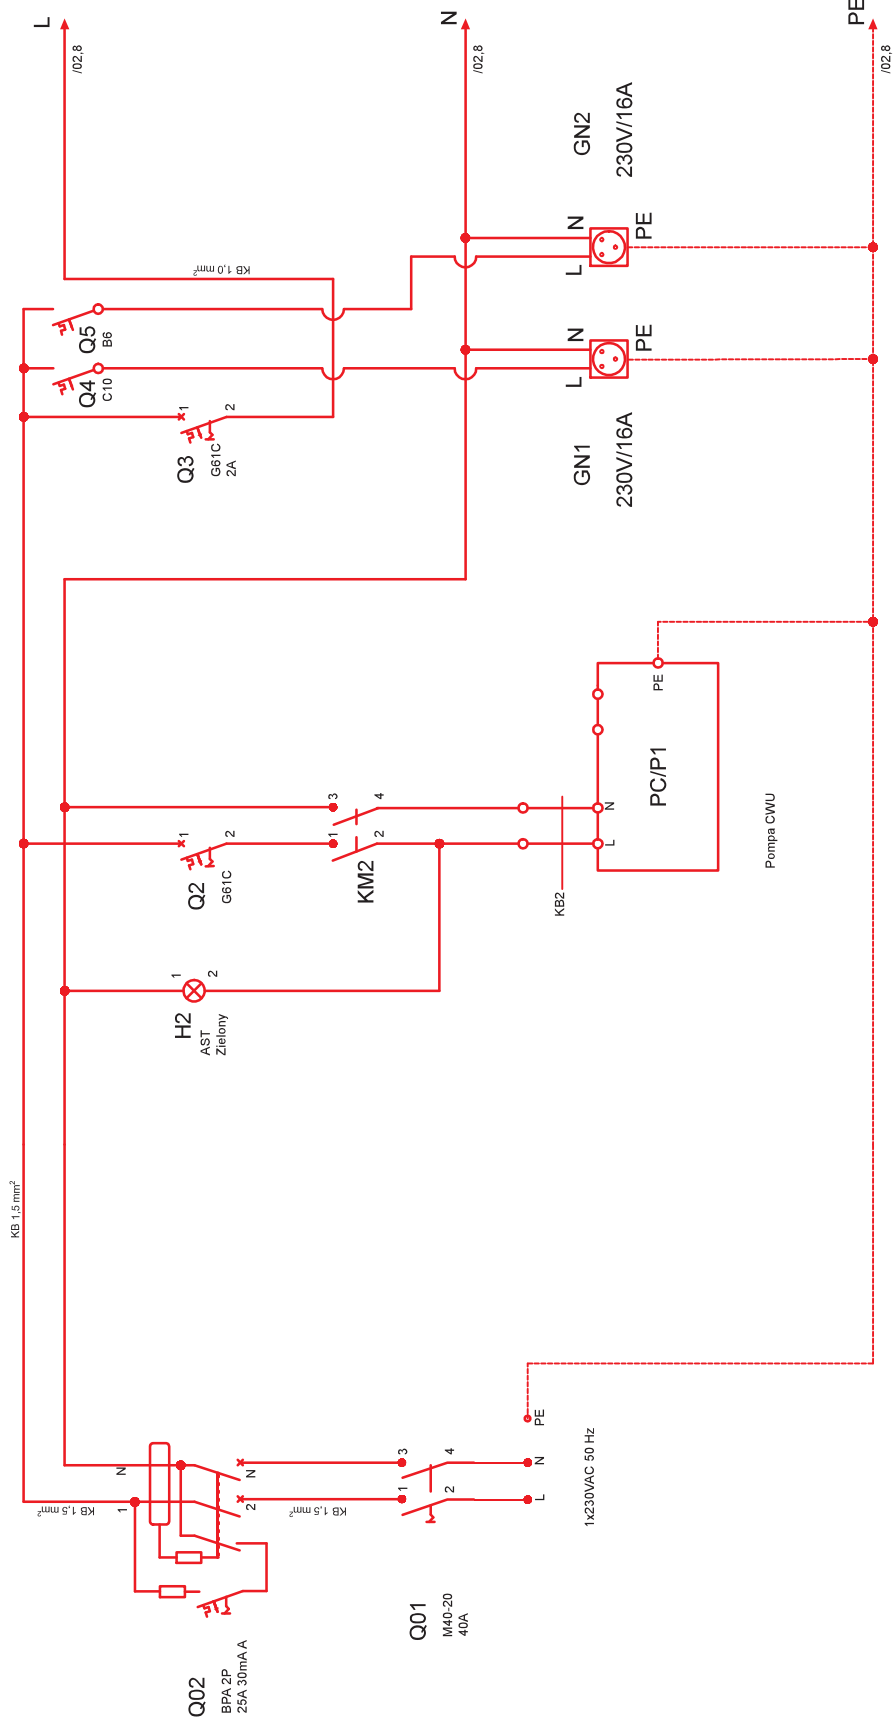 Q02
BPA 2P
25A 30mA A
KB 1,5 mm²
1
N
2
N
KB 1,5 mm²
Q01
M40-20
40A
1
3
2
4
L
N
PE
1x230VAC 50 Hz
KB 1,5 mm²
H2
AST
Zielony
1
2
Q2
G61C
1
2
KM2
1
3
2
4
KB2
L
N
PE
PC/P1
Pompa CWU
Q3
G61C
2A
1
2
Q4
C10
Q5
B6
KB 1,0 mm²
GN1
230V/16A
L
N
PE
GN2
230V/16A
L
N
PE
L
/02,8
N
/02,8
PE
/02,8